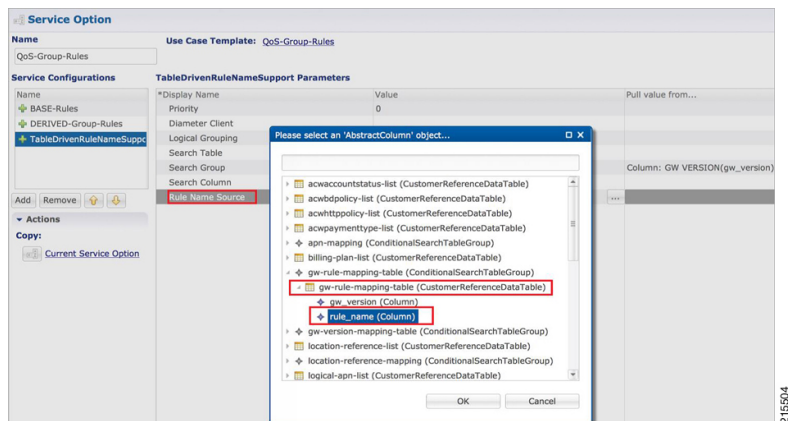 Service Option
Name
Use Case Template: QoS-Group-Rules
QoS-Group-Rules
Service Configurations
Name
BASE-Rules
DERIVED-Group-Rules
TableDrivenRuleNameSuppc
Add Remove
Actions
Copy:
Current Service Option
TableDrivenRuleNameSupport Parameters
*Display Name Value Pull value from...
Priority 0
Diameter Client
Logical Grouping
Search Table
Search Group Column: GW VERSION(gw_version)
Search Column
Rule Name Source ...
Please select an 'AbstractColumn' object...
acwaccountstatus-list (CustomerReferenceDataTable)
acwbdpolicy-list (CustomerReferenceDataTable)
acwhttppolicy-list (CustomerReferenceDataTable)
acwpaymenttype-list (CustomerReferenceDataTable)
apn-mapping (ConditionalSearchTableGroup)
billing-plan-list (CustomerReferenceDataTable)
gw-rule-mapping-table (ConditionalSearchTableGroup)
gw-rule-mapping-table (CustomerReferenceDataTable)
gw_version (Column)
rule_name (Column)
gw-version-mapping-table (ConditionalSearchTableGroup)
location-reference-list (CustomerReferenceDataTable)
location-reference-mapping (ConditionalSearchTableGroup)
logical-apn-list (CustomerReferenceDataTable)
OK Cancel
215504